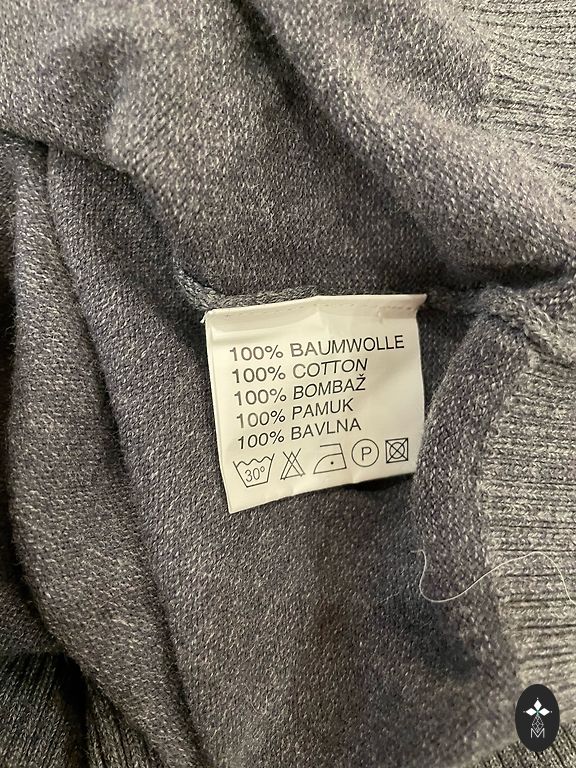 100% BAUMWOLLE
100% COTTON
100% BOMBAŽ
100% PAMUK
100% BAVLNA
30° P
M